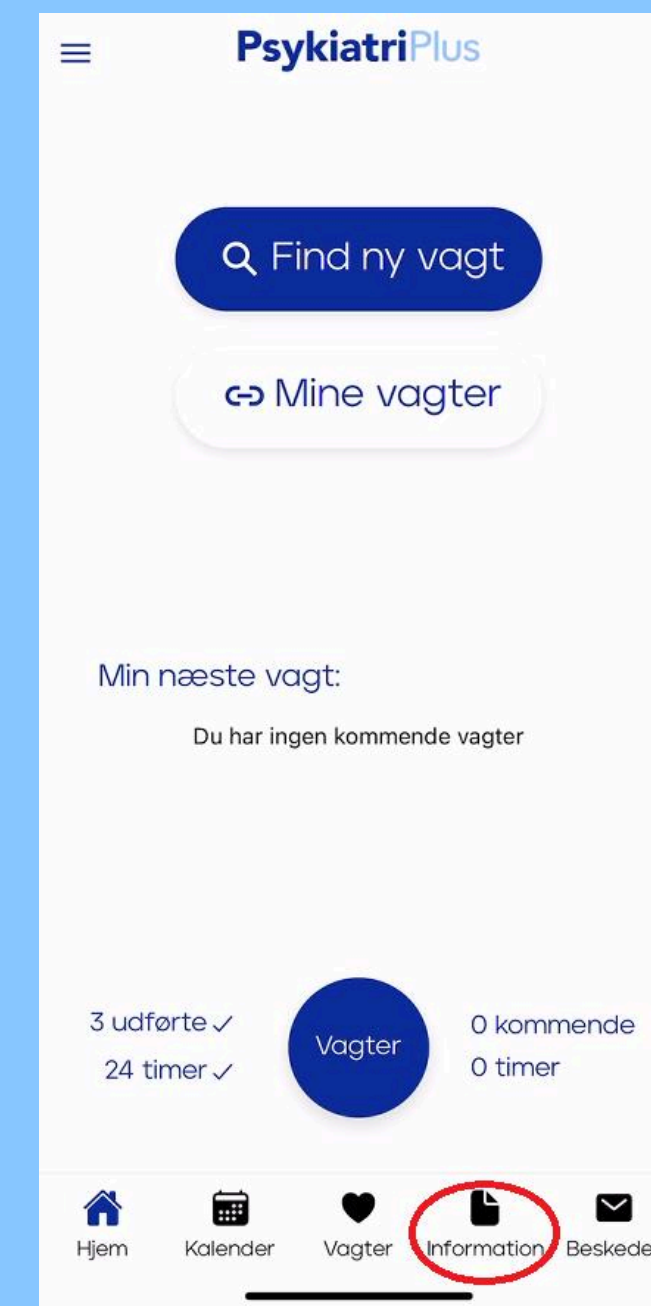 PsykiatriPlus
Find ny vagt
Mine vagter
Min næste vagt:
Du har ingen kommende vagter
3 udførte ✓
24 timer ✓
Vagter
0 kommende
0 timer
Hjem Kalender Vagter Information Beskede